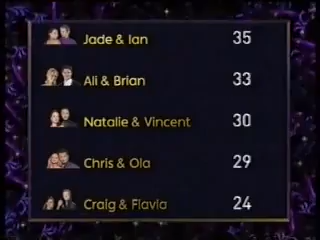 Jade & Ian 35
Ali & Brian 33
Natalie & Vincent 30
Chris & Ola 29
Craig & Flavia 24